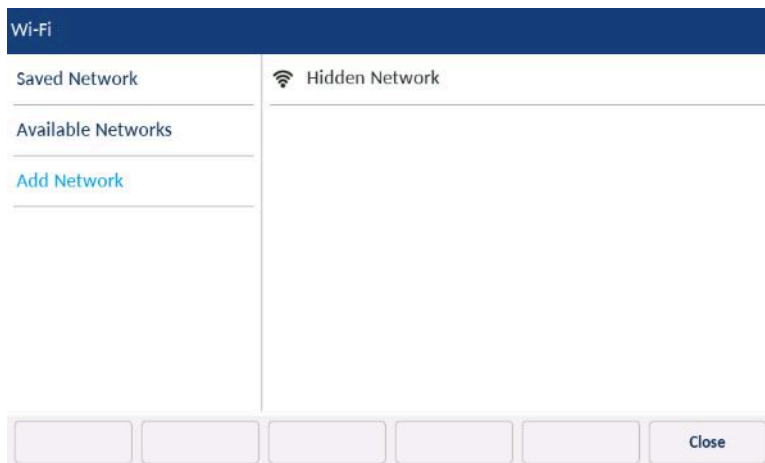 Wi-Fi
Saved Network
Available Networks
Add Network
Hidden Network
Close